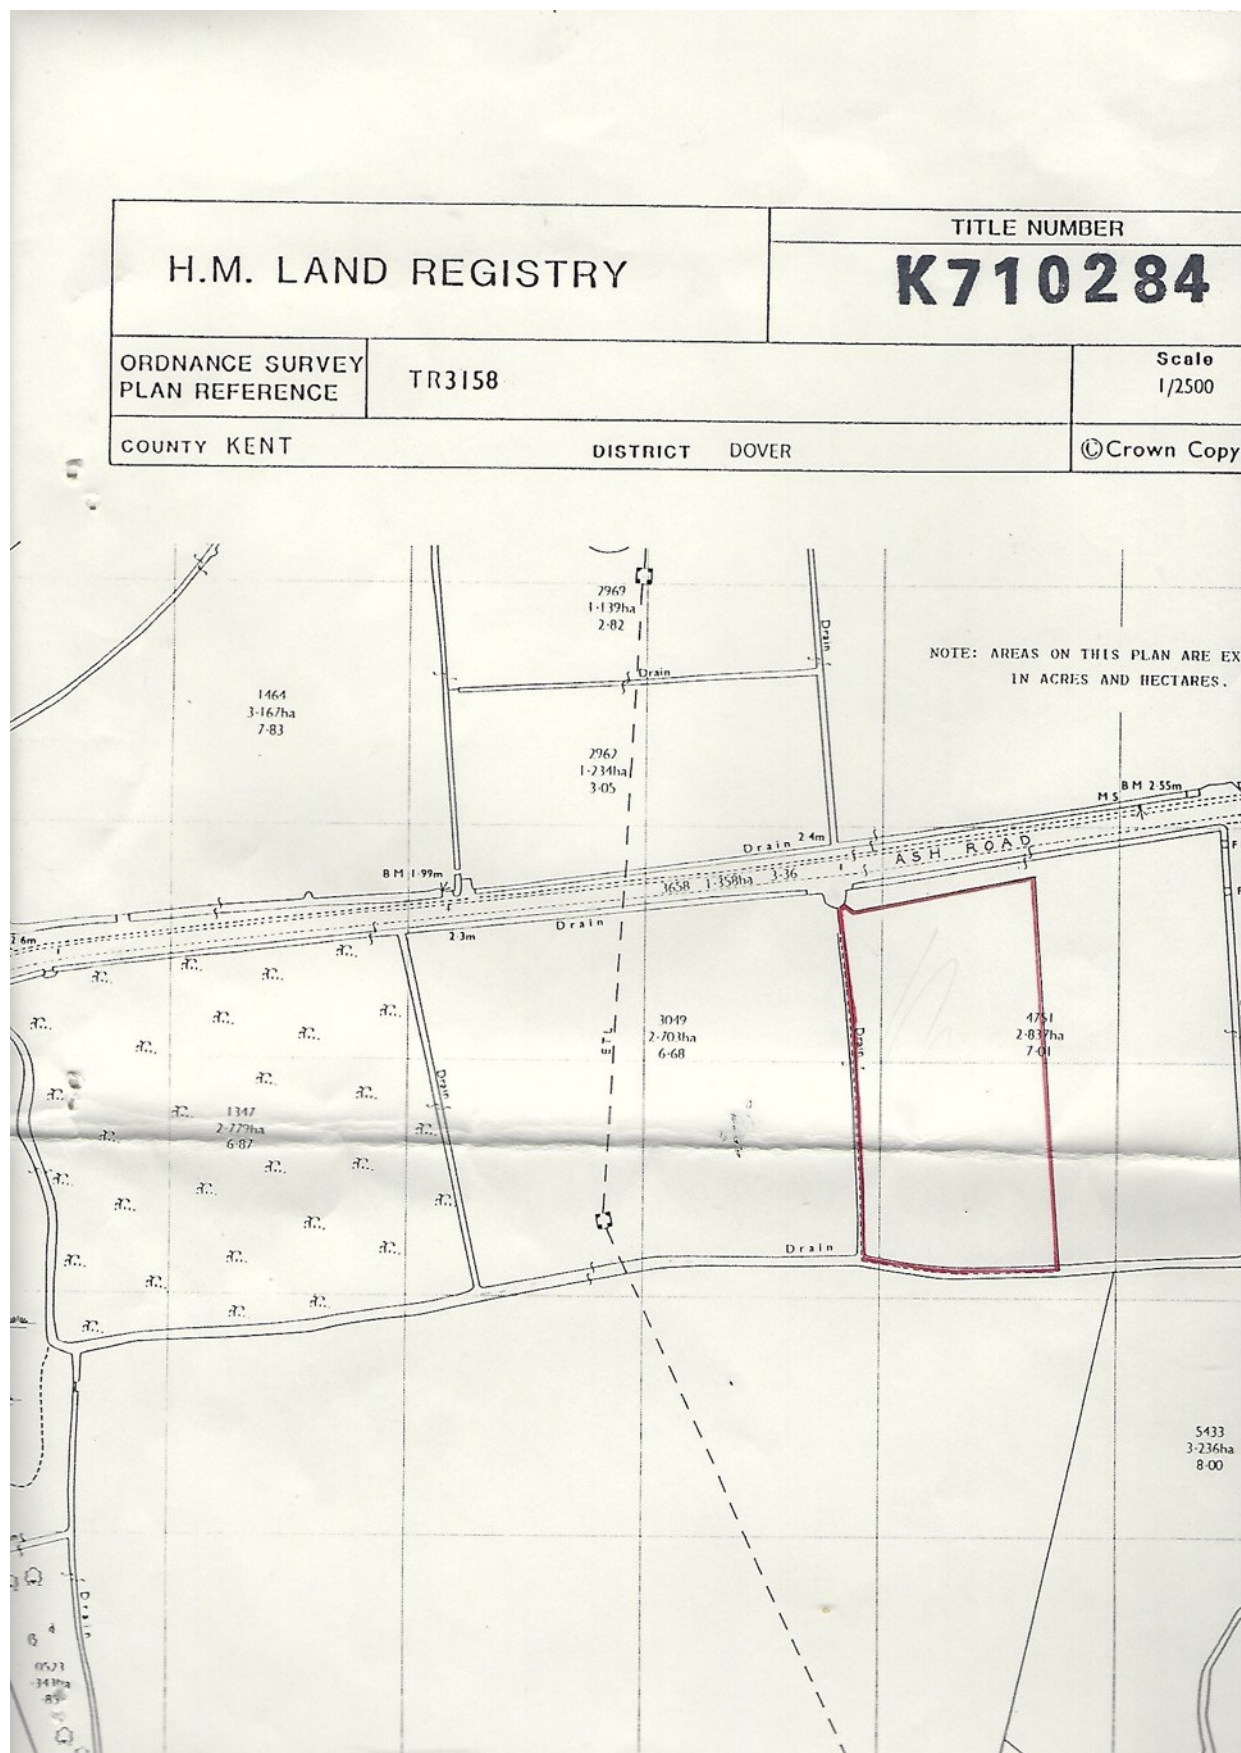 TITLE NUMBER
H.M. LAND REGISTRY
K710284
ORDNANCE SURVEY
PLAN REFERENCE
TR3158
Scale
1/2500
COUNTY KENT
DISTRICT DOVER
©Crown Copy
2969
1·139ha
2·82
Drain
Drain
NOTE: AREAS ON THIS PLAN ARE EX
IN ACRES AND HECTARES.
1464
3·167ha
7·83
2962
1·234ha
3·05
MS
BM 2·55m
Drain 2·4m
ASH ROAD
BM 1·99m
3658 1·358ha 3·36
F
F
2·6m
2·3m
Drain
3049
2·703ha
6·68
ETL
Drain
4751
2·837ha
7·01
Drain
1347
2·779ha
6·87
Drain
5433
3·236ha
8·00
Drain
0523